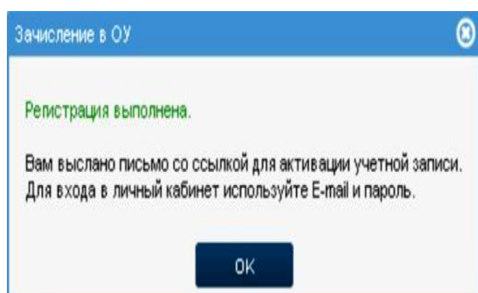 Зачисление в ОУ
Регистрация выполнена.
Вам выслано письмо со ссылкой для активации учетной записи.
Для входа в личный кабинет используйте E-mail и пароль.
ОК